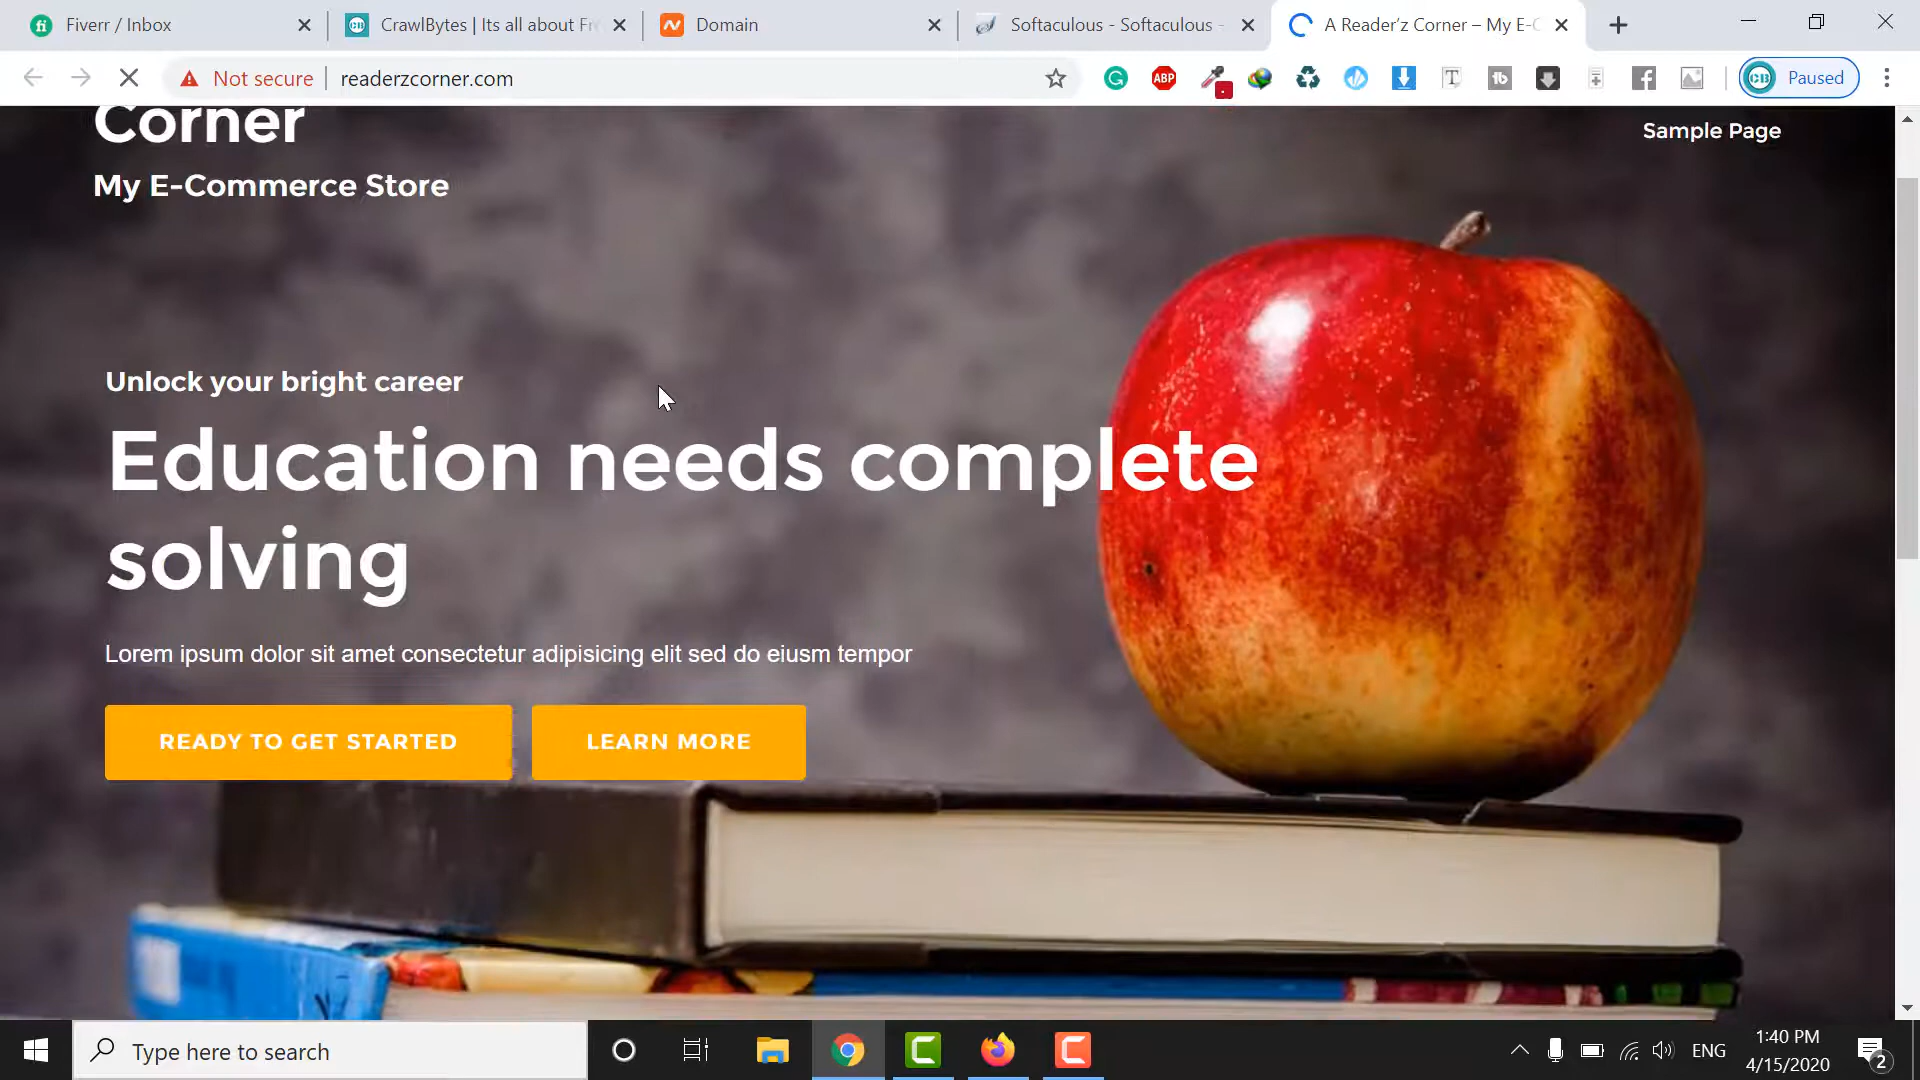 Fiverr / Inbox
CrawlBytes | Its all about Fr
Domain
Softaculous - Softaculous -
A Reader'z Corner – My E-C
Not secure
readerzcorner.com
ABP
T
CB
Paused
Corner
Sample Page
My E-Commerce Store
Unlock your bright career
Education needs complete
solving
Lorem ipsum dolor sit amet consectetur adipisicing elit sed do eiusm tempor
READY TO GET STARTED
LEARN MORE
Type here to search
ENG
1:40 PM
4/15/2020
2